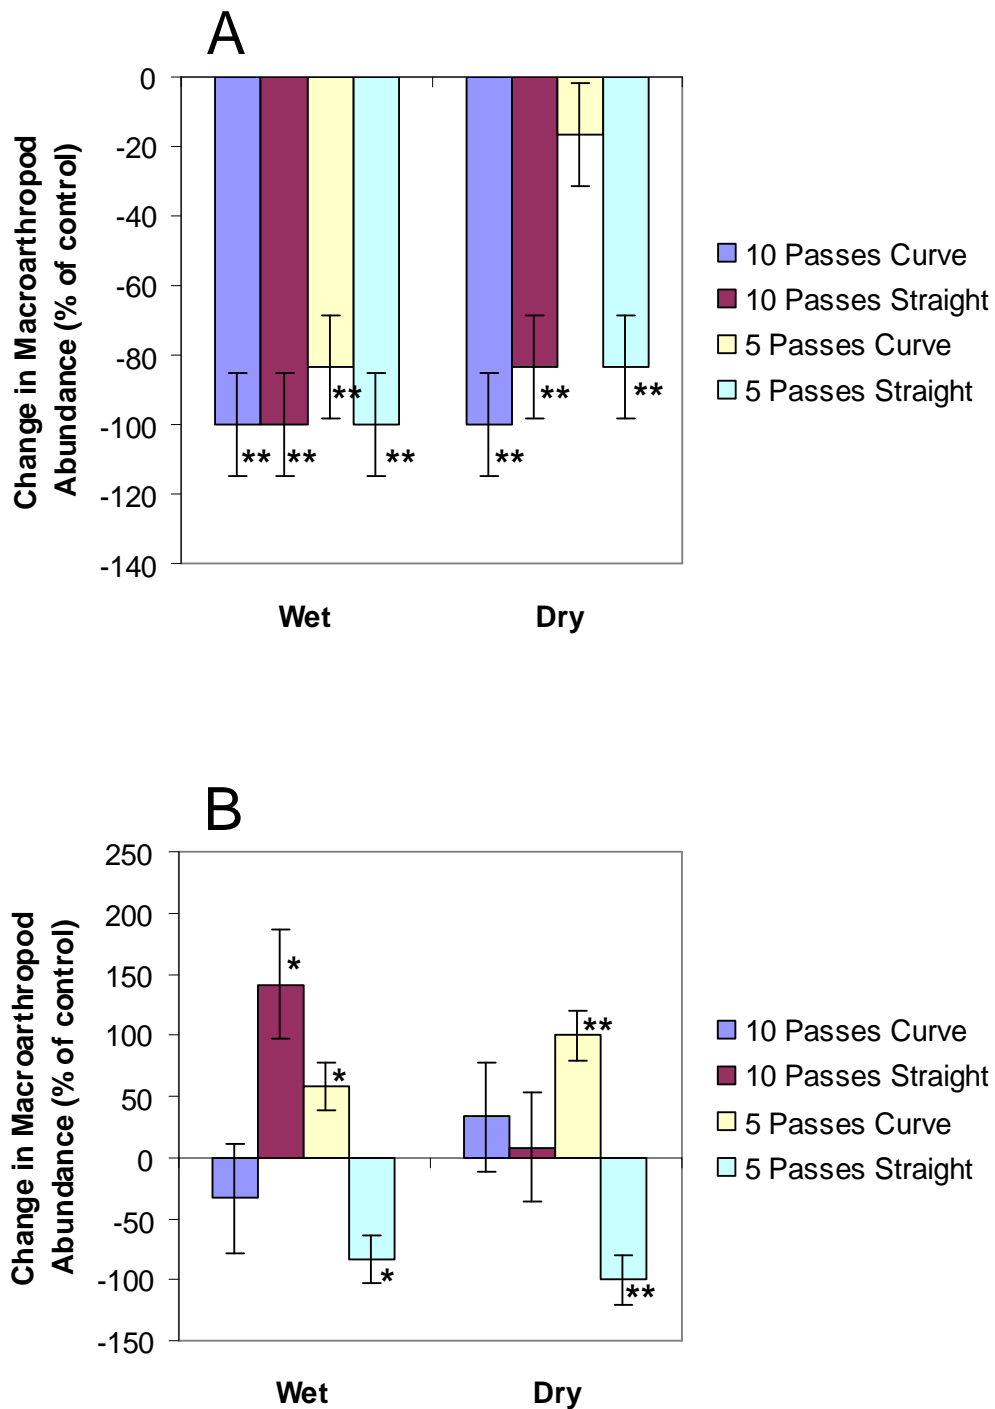 A
Change in Macroarthropod
Abundance (% of control)
0
-20
-40
-60
-80
-100
-120
-140
** ** ** ** ** ** **
Wet Dry
10 Passes Curve
10 Passes Straight
5 Passes Curve
5 Passes Straight
B
Change in Macroarthropod
Abundance (% of control)
250
200
150
100
50
0
-50
-100
-150
* * * ** **
Wet Dry
10 Passes Curve
10 Passes Straight
5 Passes Curve
5 Passes Straight